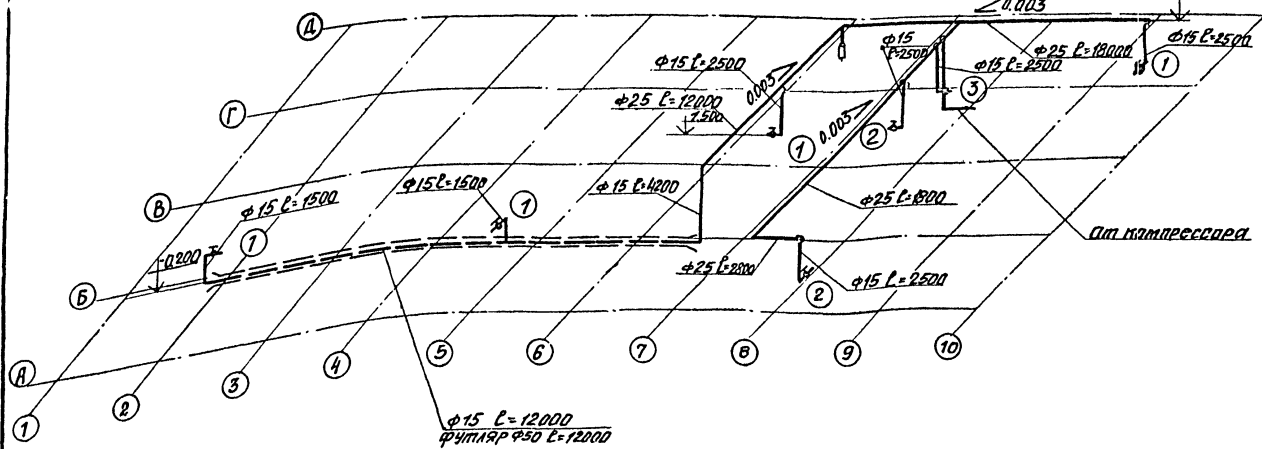 0.003
Д
ф15
ℓ=2500
ф25 ℓ=18000
ф15 ℓ=2500
ф15 ℓ=2500
ф15 ℓ=2500
1
3
0.003
ф25 ℓ=12000
1.500
Г
1
0.003
2
ф15 ℓ=1500
ф15 ℓ=4200
ф25 ℓ=1800
В
ф15 ℓ=1500
1
1
от компрессора
-0.200
ф25 ℓ=2800
ф15 ℓ=2500
2
Б
А
1
2
3
4
5
6
7
8
9
10
ф15 ℓ=12000
футляр ф50 ℓ=12000